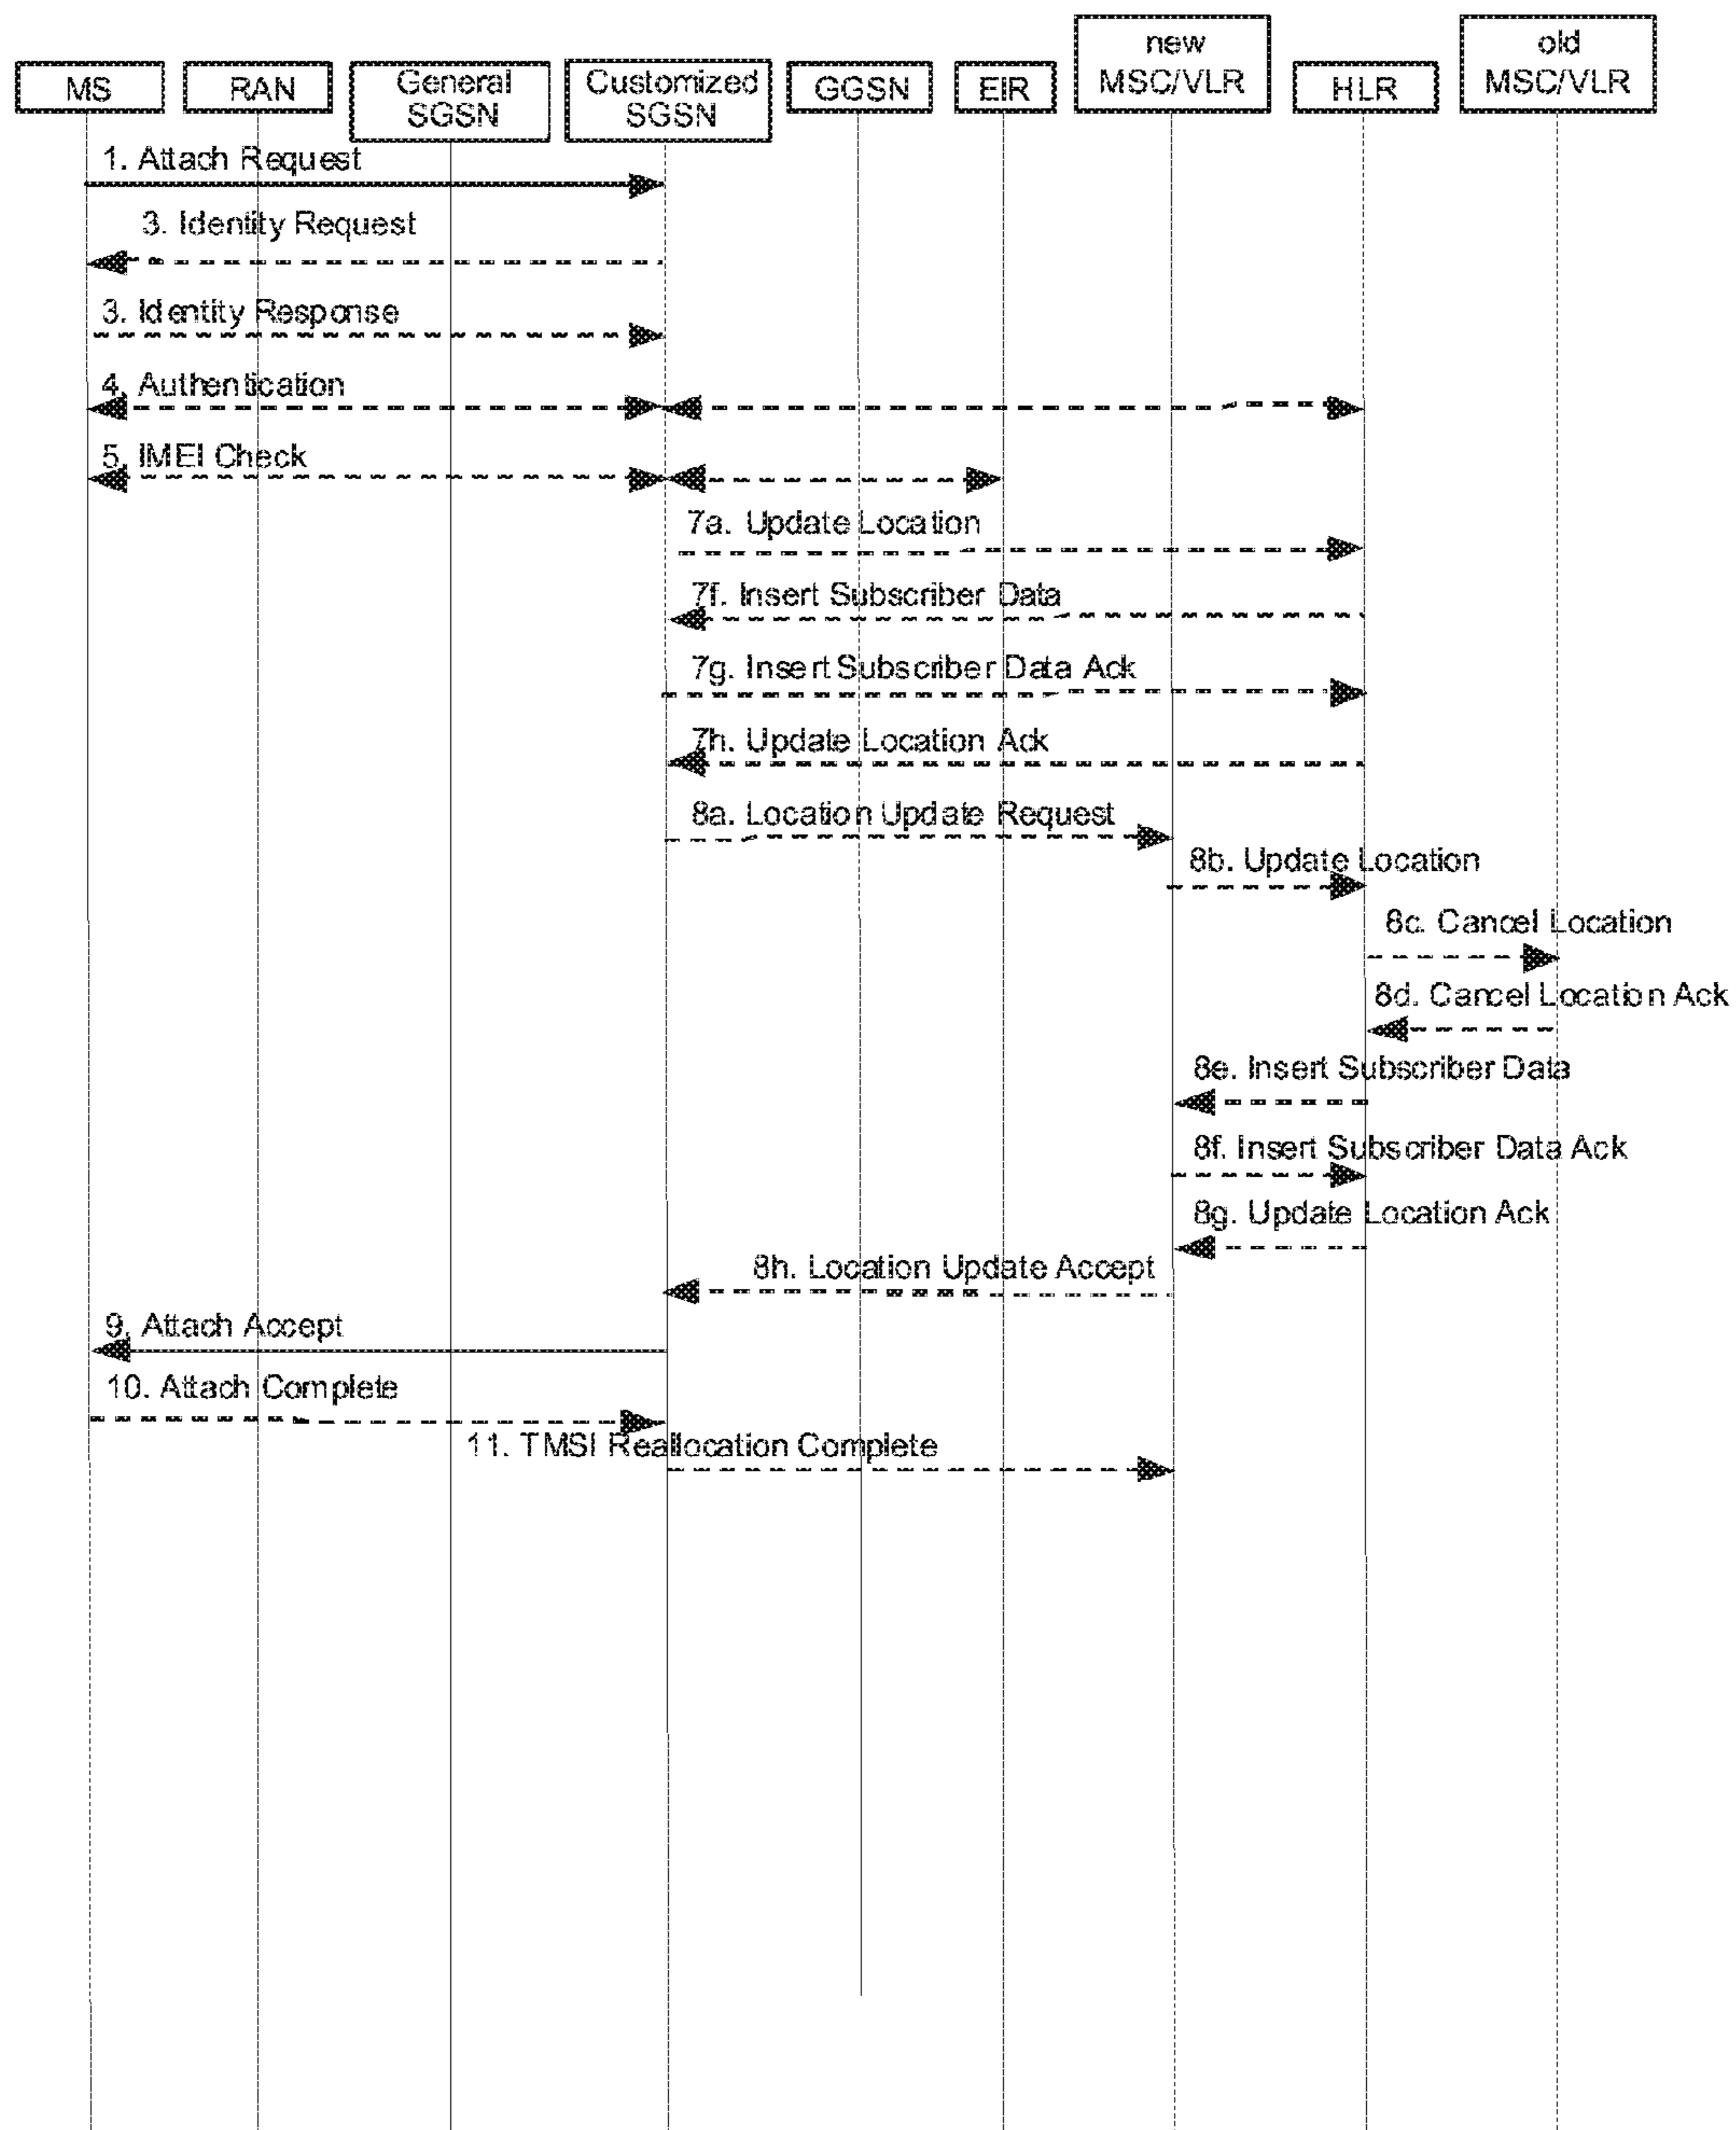 new
MSC/VLR
old
MSC/VLR
MS
RAN
General
SGSN
Customized
SGSN
GGSN
EIR
HLR
1. Attach Request
3. Identity Request
3. Identity Response
4. Authentication
5. IMEI Check
7a. Update Location
7f. Insert Subscriber Data
7g. Insert Subscriber Data Ack
7h. Update Location Ack
8a. Location Update Request
8b. Update Location
8c. Cancel Location
8d. Cancel Location Ack
8e. Insert Subscriber Data
8f. Insert Subscriber Data Ack
8g. Update Location Ack
8h. Location Update Accept
9. Attach Accept
10. Attach Complete
11. TMSI Reallocation Complete